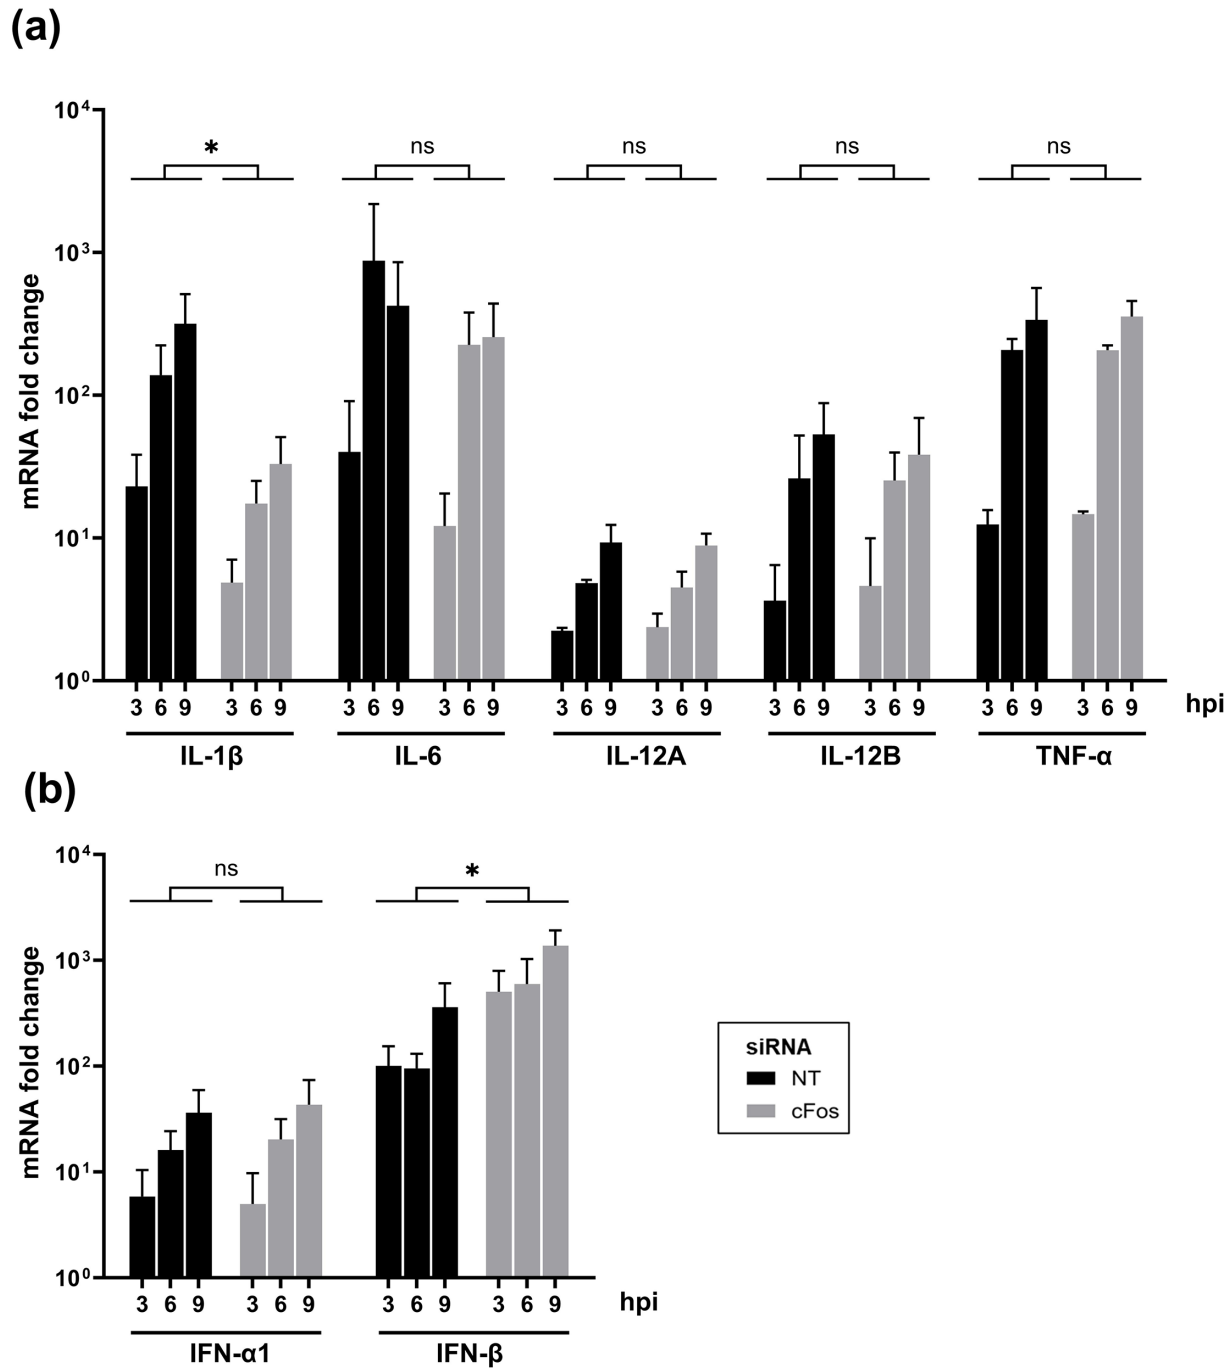 (a)
mRNA fold change
10⁴
10³
10²
10¹
10⁰
* ns ns ns ns
3 6 9 3 6 9 3 6 9 3 6 9 3 6 9 3 6 9 3 6 9 3 6 9 3 6 9 3 6 9 hpi
IL-1β IL-6 IL-12A IL-12B TNF-α
(b)
mRNA fold change
10⁴
10³
10²
10¹
10⁰
ns *
3 6 9 3 6 9 3 6 9 3 6 9 hpi
IFN-α1 IFN-β
siRNA
NT
cFos